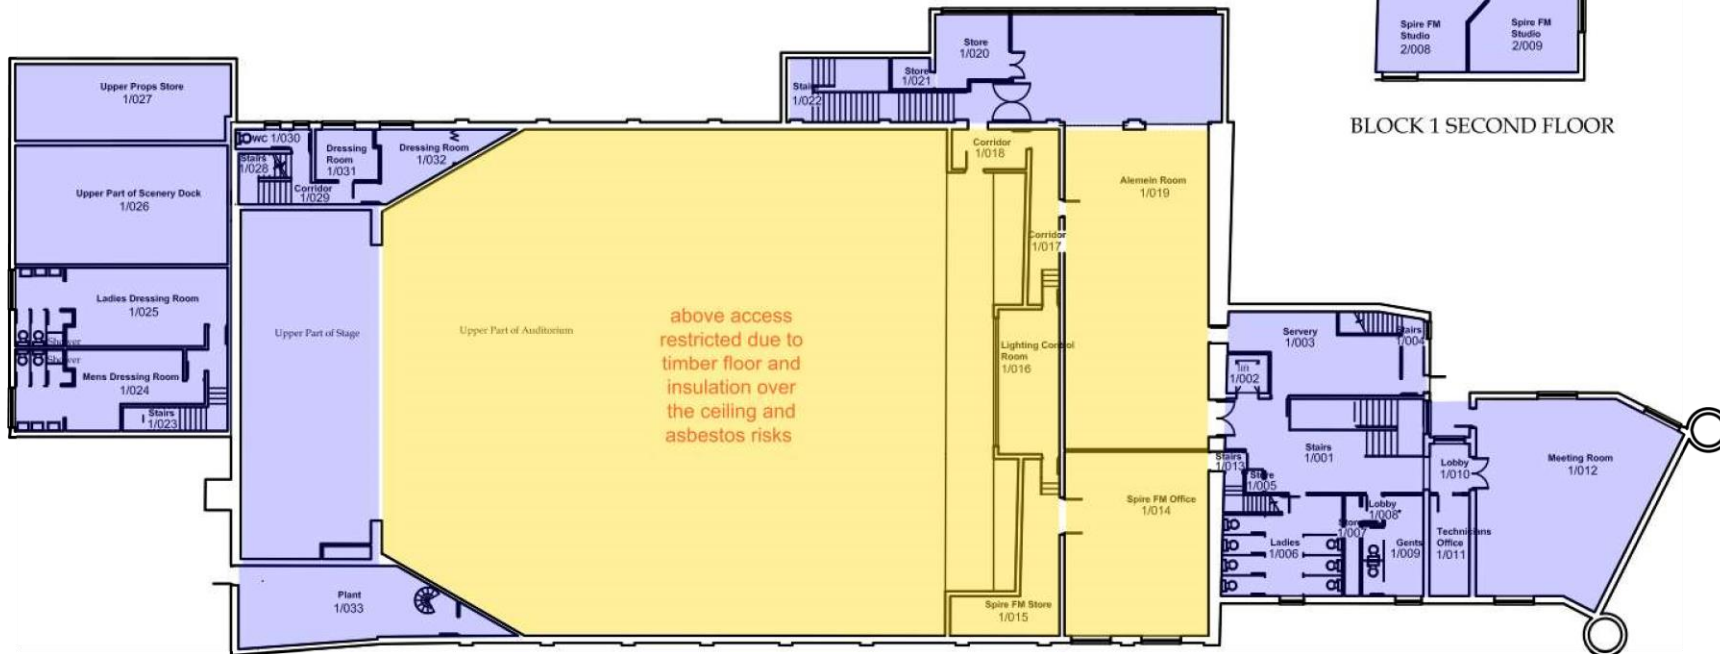 Spire FM
Studio
2/008
Spire FM
Studio
2/009
BLOCK 1 SECOND FLOOR
Store
1/020
Store
1/021
Stairs
1/022
Upper Props Store
1/027
WC 1/030
Stairs
1/028
Dressing
Room
1/031
Dressing Room
1/032
Corridor
1/029
Corridor
1/018
Alemein Room
1/019
Upper Part of Scenery Dock
1/026
Corridor
1/017
Ladies Dressing Room
1/025
Shower
Shower
Mens Dressing Room
1/024
Stairs
1/023
Upper Part of Stage
Upper Part of Auditorium
above access
restricted due to
timber floor and
insulation over
the ceiling and
asbestos risks
Lighting Control
Room
1/016
Servery
1/003
Stairs
1/004
lift
1/002
Stairs
1/001
Stairs
1/013
Store
1/005
Lobby
1/010
Meeting Room
1/012
Spire FM Office
1/014
Lobby
1/008
Store
1/007
Ladies
1/006
Gents
1/009
Technicians
Office
1/011
Plant
1/033
Spire FM Store
1/015